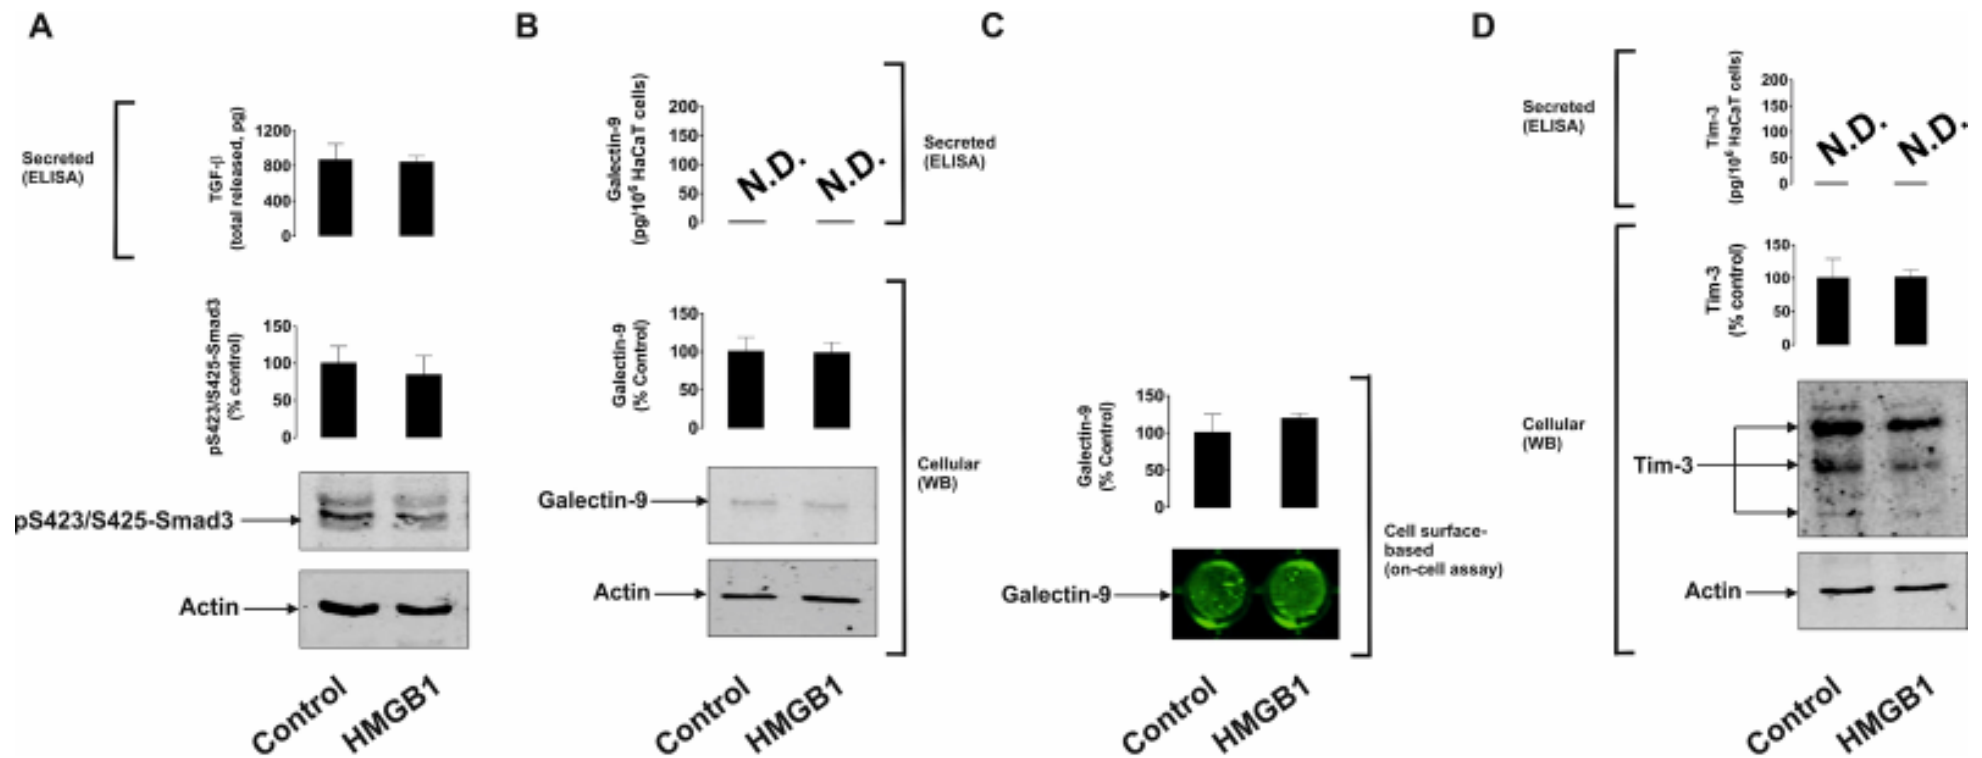 A
Secreted
(ELISA)
TGF-β
(total released, pg)
1200
800
400
0
pS423/S425-Smad3
(% control)
150
100
50
0
pS423/S425-Smad3
Actin
Control
HMGB1
B
Galectin-9
(pg/10⁶ HaCaT cells)
200
150
100
50
0
N.D.
N.D.
Secreted
(ELISA)
Galectin-9
(% Control)
150
100
50
0
Galectin-9
Actin
Cellular
(WB)
Control
HMGB1
C
Galectin-9
(% Control)
150
100
50
0
Galectin-9
Cell surface-
based
(on-cell assay)
Control
HMGB1
D
Secreted
(ELISA)
Tim-3
(pg/10⁶ HaCaT cells)
200
150
100
50
0
N.D.
N.D.
Tim-3
(% control)
150
100
50
0
Cellular
(WB)
Tim-3
Actin
Control
HMGB1